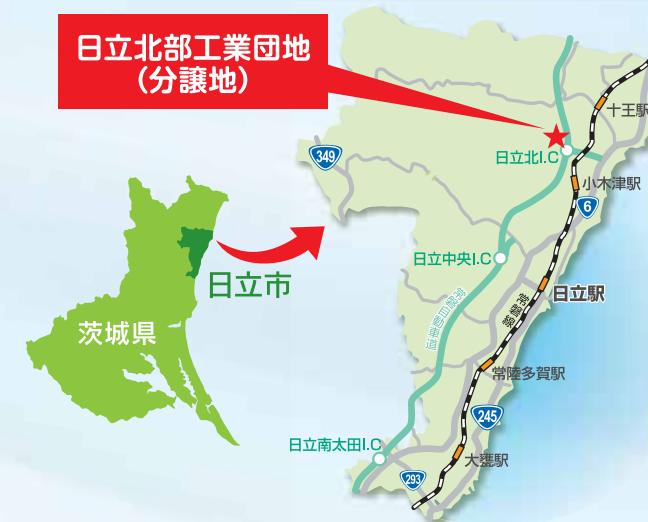 日立北部工業団地
（分譲地）
十王駅
日立北I.C
349
小木津駅
6
日立中央I.C
日立市
日立駅
常磐自動車道
常磐線
茨城県
常陸多賀駅
245
日立南太田I.C
大甕駅
293